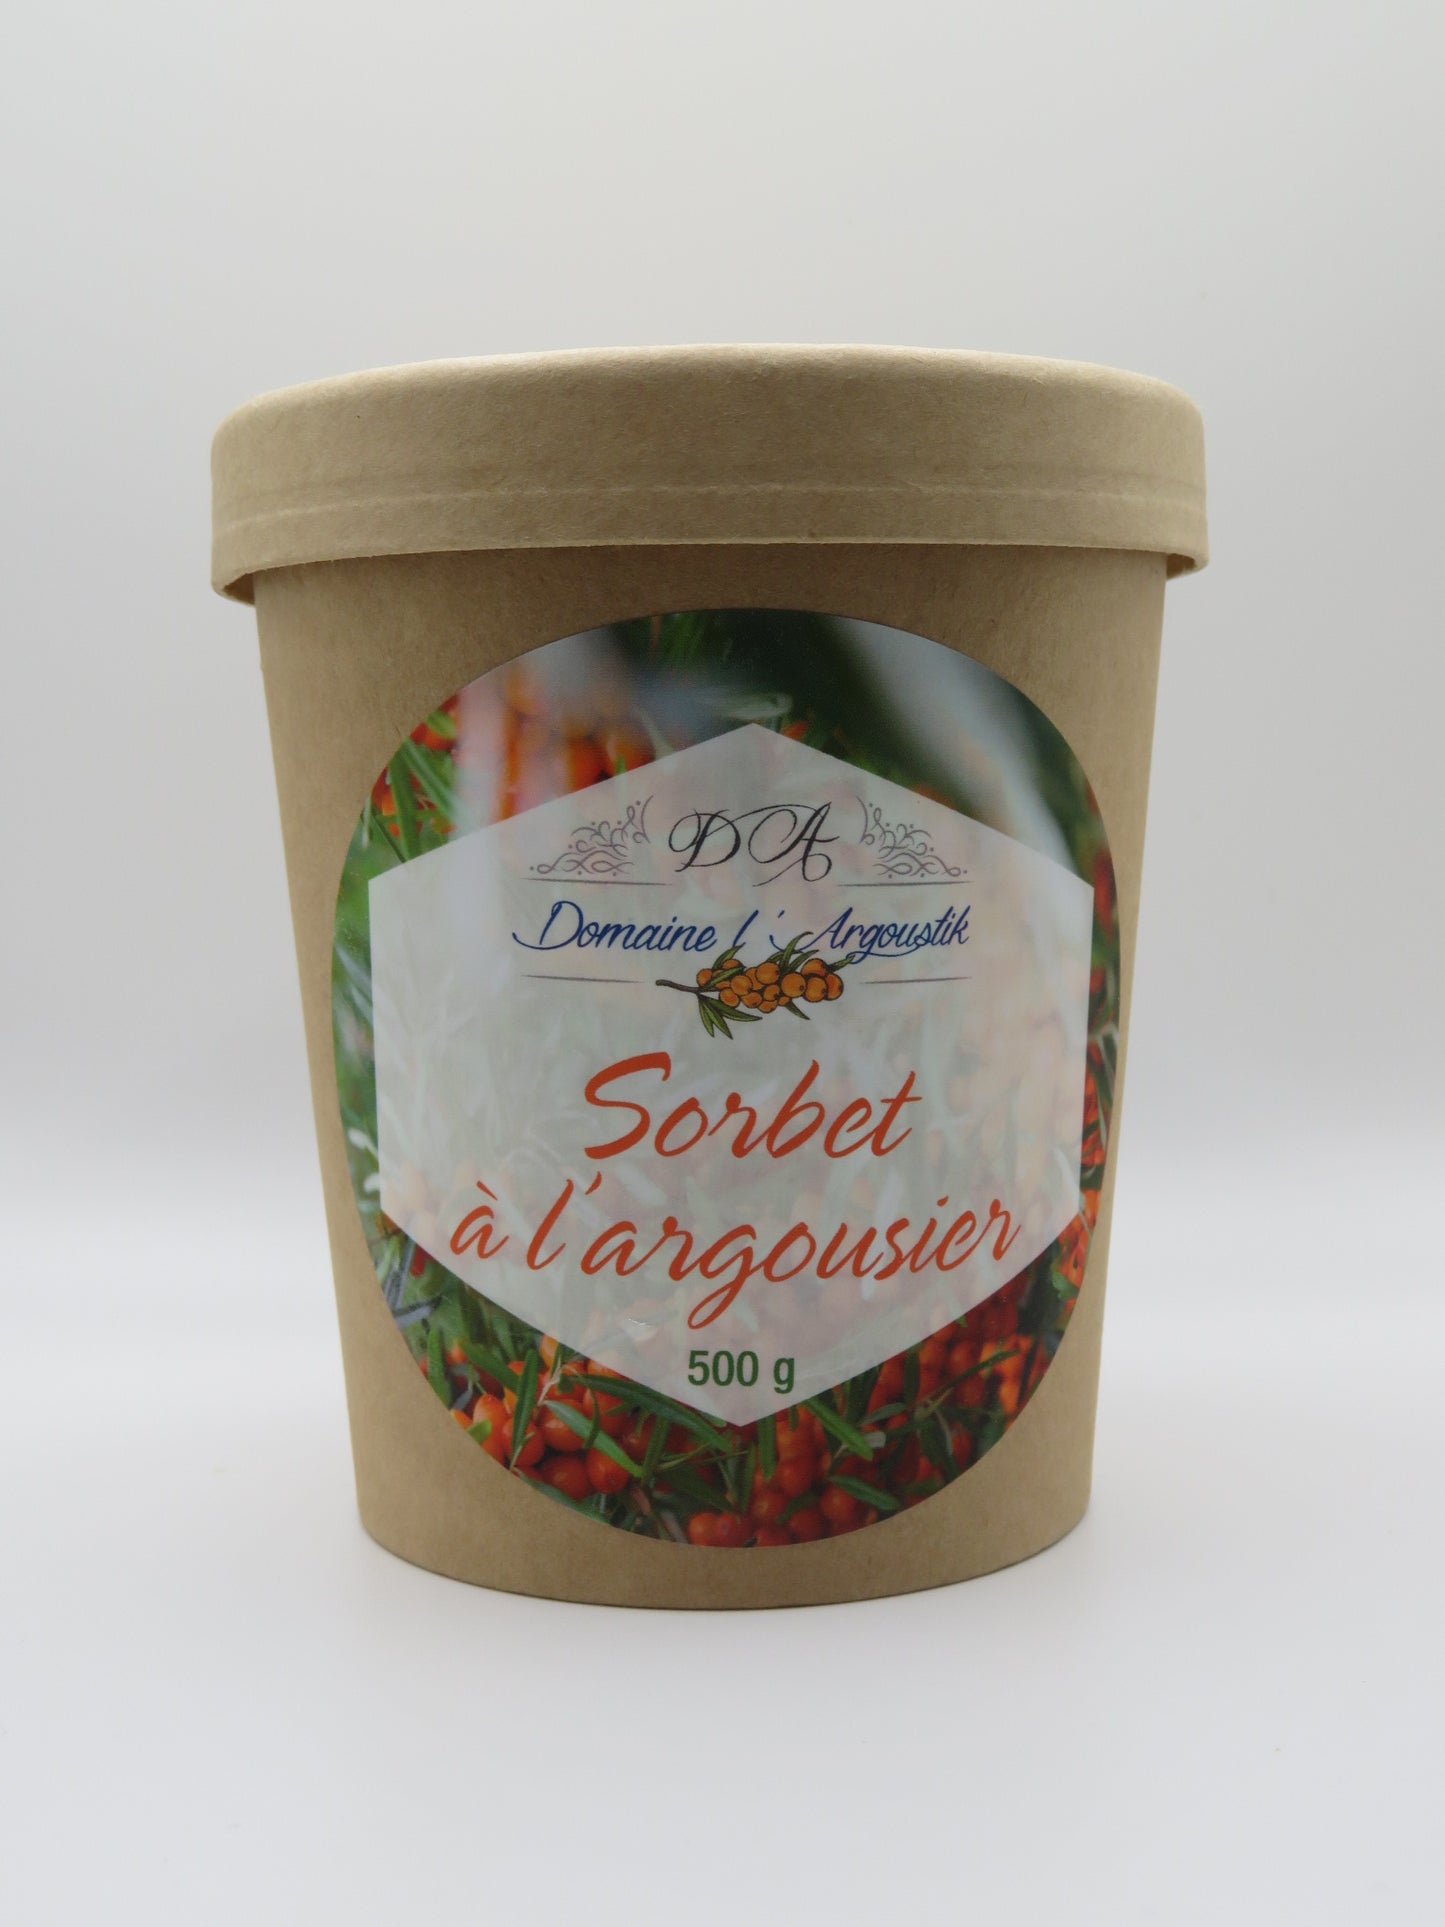 DA
Domaine l'Argoustik
Sorbet
à l'argousier
500 g